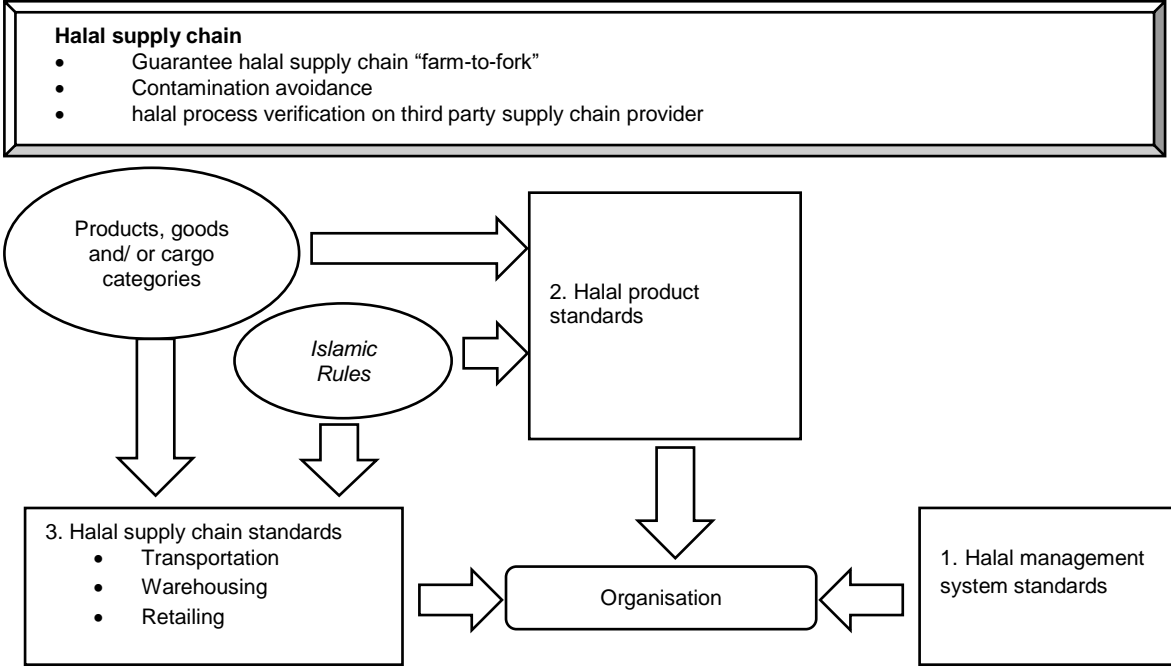 Halal supply chain
• Guarantee halal supply chain “farm-to-fork”
• Contamination avoidance
• halal process verification on third party supply chain provider
Products, goods
and/ or cargo
categories
2. Halal product
standards
Islamic
Rules
3. Halal supply chain standards
• Transportation
• Warehousing
• Retailing
Organisation
1. Halal management
system standards